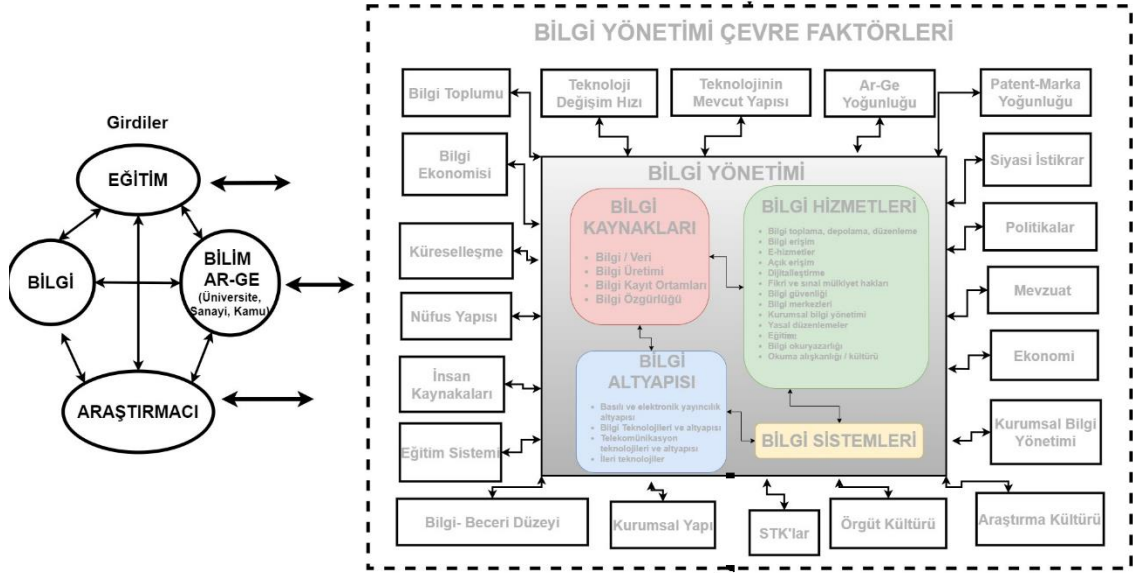 Girdiler
EĞİTİM
BİLGİ
BİLİM
AR-GE
(Üniversite,
Sanayi, Kamu)
ARAŞTIRMACI
BİLGİ YÖNETİMİ ÇEVRE FAKTÖRLERİ
Bilgi Toplumu
Teknoloji
Değişim Hızı
Teknolojinin
Mevcut Yapısı
Ar-Ge
Yoğunluğu
Patent-Marka
Yoğunluğu
Bilgi
Ekonomisi
Küreselleşme
Nüfus Yapısı
İnsan
Kaynakaları
Eğitim Sistemi
BİLGİ YÖNETİMİ
BİLGİ
KAYNAKLARI
• Bilgi / Veri
• Bilgi Üretimi
• Bilgi Kayıt Ortamları
• Bilgi Özgürlüğü
BİLGİ HİZMETLERİ
• Bilgi toplama, depolama, düzenleme
• Bilgi erişim
• E-hizmetler
• Açık erişim
• Dijitalleştirme
• Fikri ve sınai mülkiyet hakları
• Bilgi güvenliği
• Bilgi merkezleri
• Kurumsal bilgi yönetimi
• Yasal düzenlemeler
• Eğitim
• Bilgi okuryazarlığı
• Okuma alışkanlığı / kültürü
BİLGİ
ALTYAPISI
• Basılı ve elektronik yayıncılık
altyapısı
• Bilgi Teknolojileri ve altyapısı
• Telekomünikasyon
teknolojileri ve altyapısı
• İleri teknolojiler
BİLGİ SİSTEMLERİ
Siyasi İstikrar
Politikalar
Mevzuat
Ekonomi
Kurumsal Bilgi
Yönetimi
Bilgi- Beceri Düzeyi
Kurumsal Yapı
STK'lar
Örgüt Kültürü
Araştırma Kültürü